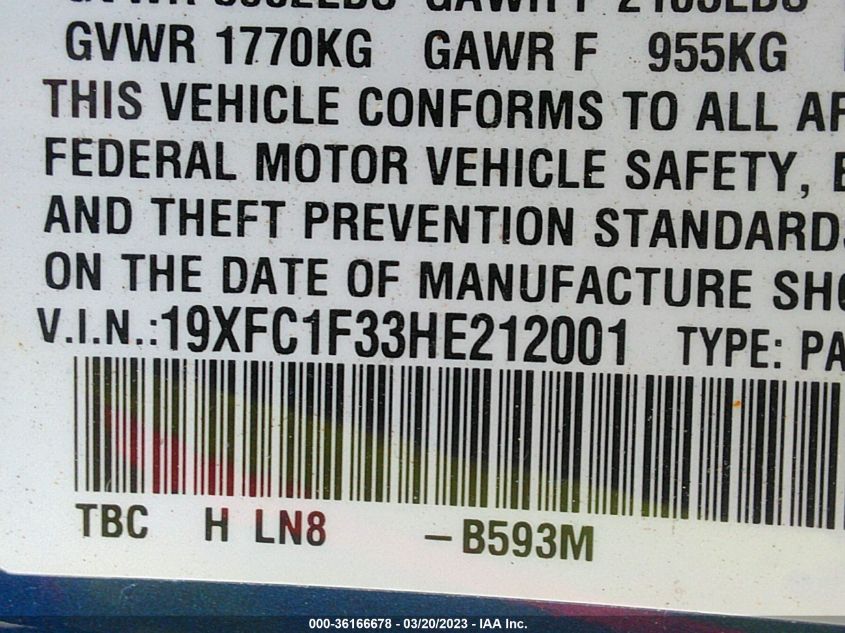 GVWR 1770KG GAWR F 955KG
THIS VEHICLE CONFORMS TO ALL
FEDERAL MOTOR VEHICLE SAFETY,
AND THEFT PREVENTION STANDARDS
ON THE DATE OF MANUFACTURE
V.I.N.:19XFC1F33HE212001 TYPE:
TBC H LN8 -B593M
000-36166678 - 03/20/2023 - IAA Inc.